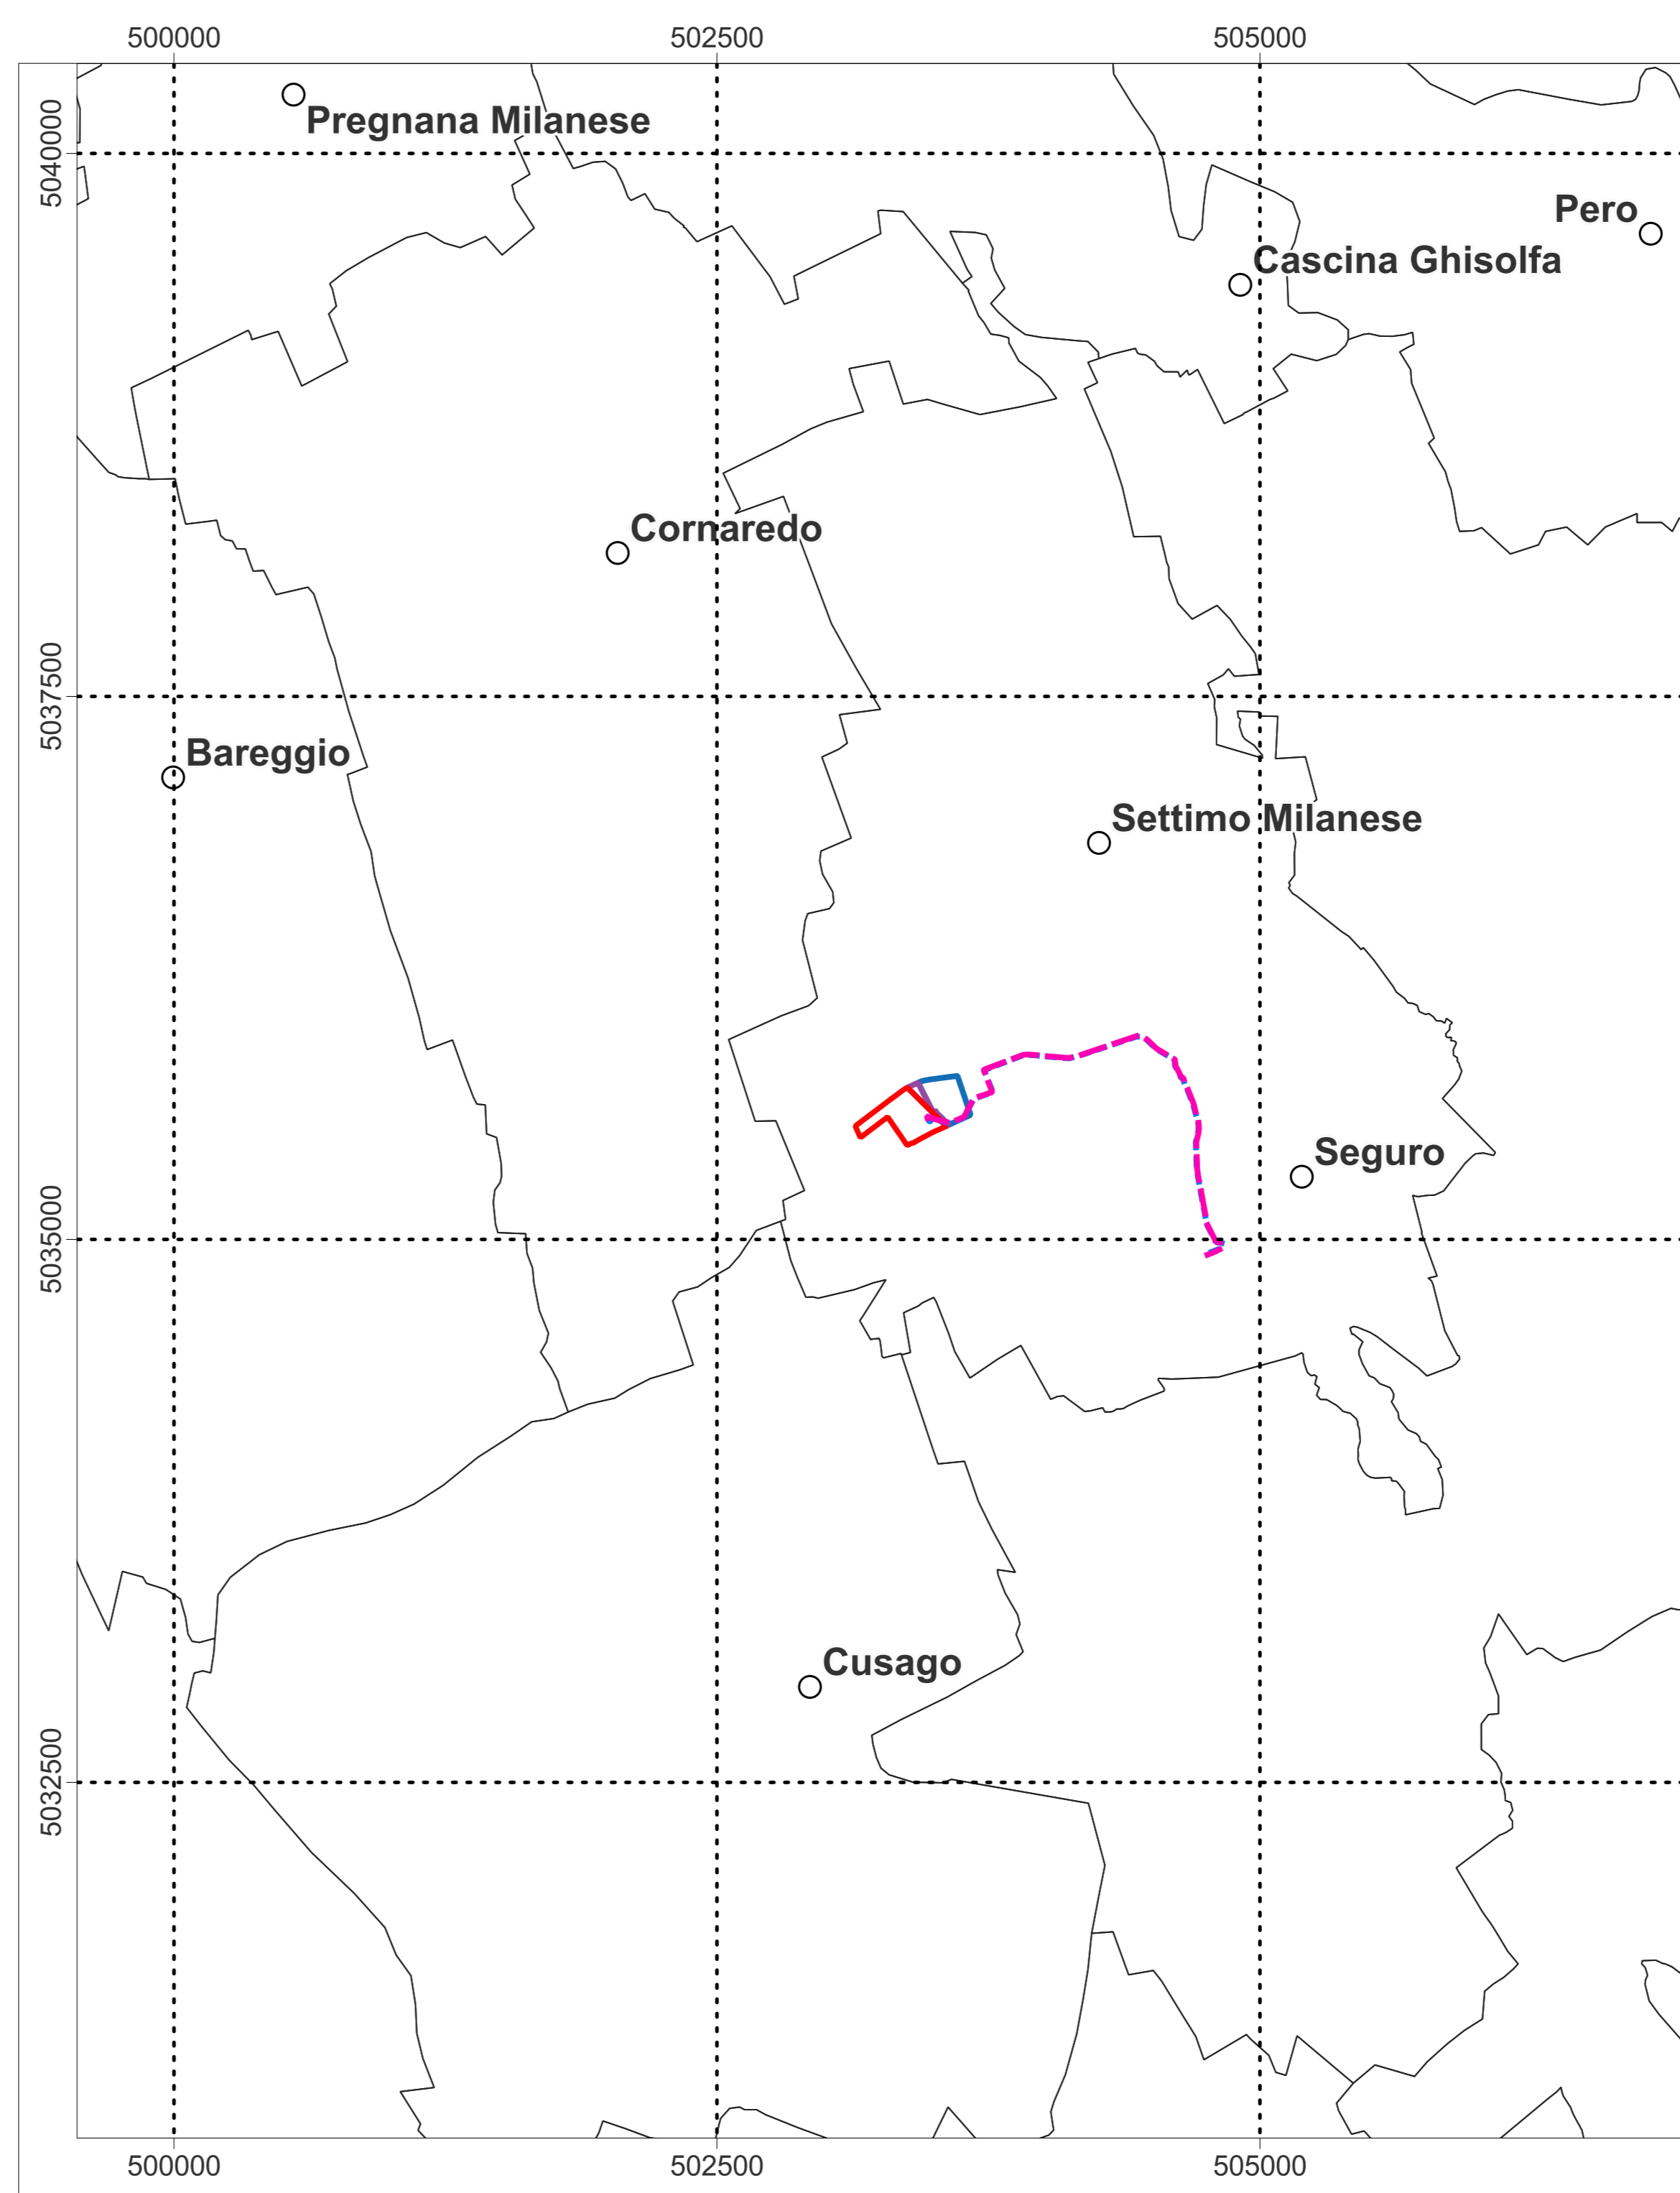 500000 502500 505000
Pregnana Milanese
5040000
Pero
Cascina Ghisolfa
Cornaredo
5037500
Bareggio
Settimo Milanese
Seguro
5035000
Cusago
5032500
500000 502500 505000